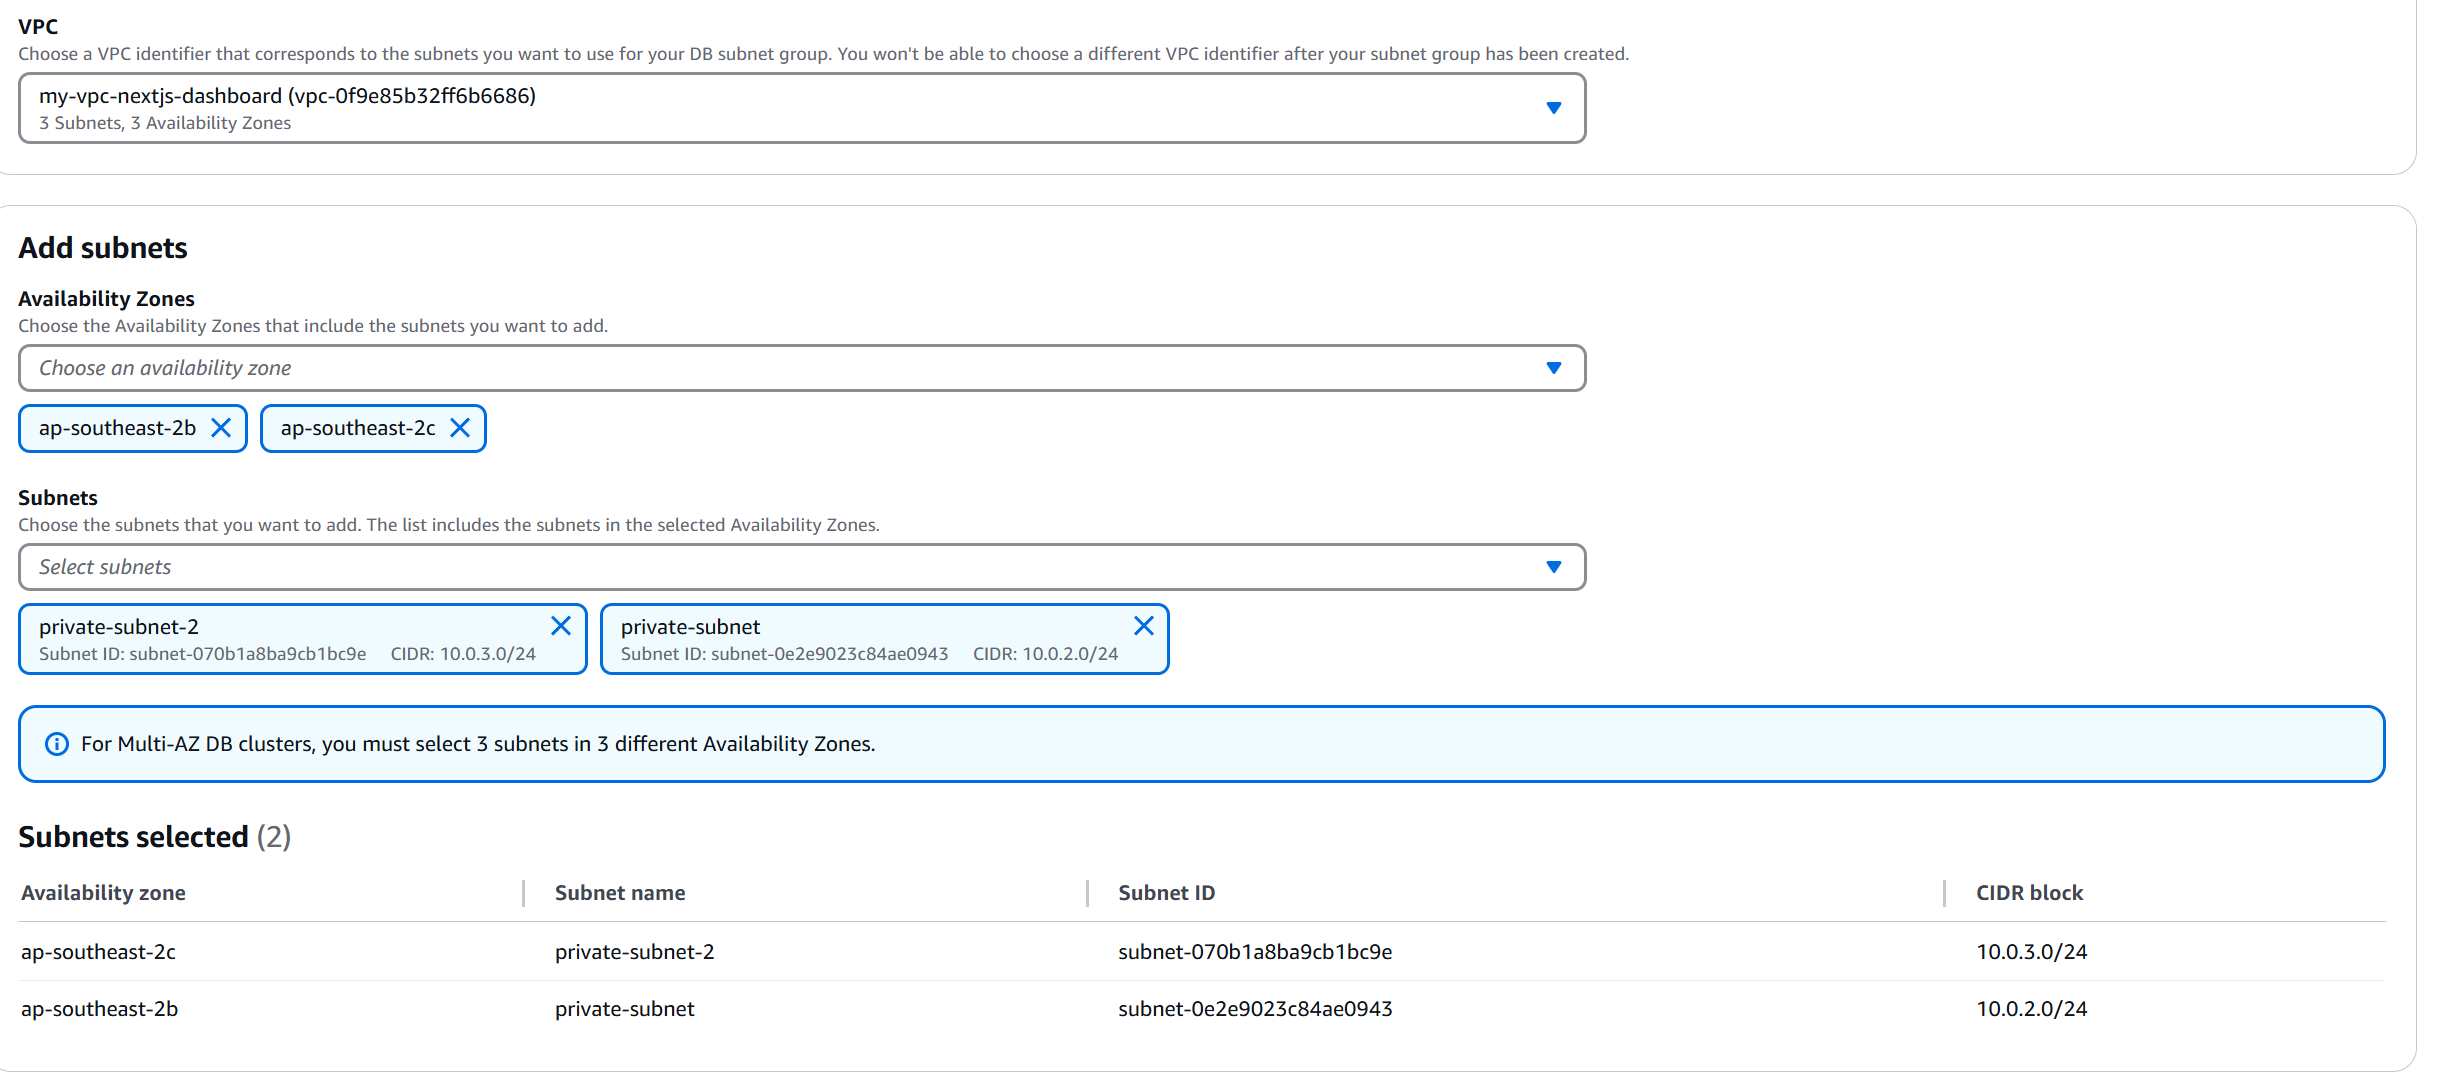 VPC
Choose a VPC identifier that corresponds to the subnets you want to use for your DB subnet group. You won't be able to choose a different VPC identifier after your subnet group has been created.
my-vpc-nextjs-dashboard (vpc-0f9e85b32ff6b6686)
3 Subnets, 3 Availability Zones
Add subnets
Availability Zones
Choose the Availability Zones that include the subnets you want to add.
Choose an availability zone
ap-southeast-2b ap-southeast-2c
Subnets
Choose the subnets that you want to add. The list includes the subnets in the selected Availability Zones.
Select subnets
private-subnet-2
Subnet ID: subnet-070b1a8ba9cb1bc9e CIDR: 10.0.3.0/24
private-subnet
Subnet ID: subnet-0e2e9023c84ae0943 CIDR: 10.0.2.0/24
For Multi-AZ DB clusters, you must select 3 subnets in 3 different Availability Zones.
Subnets selected (2)
Availability zone Subnet name Subnet ID CIDR block
ap-southeast-2c private-subnet-2 subnet-070b1a8ba9cb1bc9e 10.0.3.0/24
ap-southeast-2b private-subnet subnet-0e2e9023c84ae0943 10.0.2.0/24